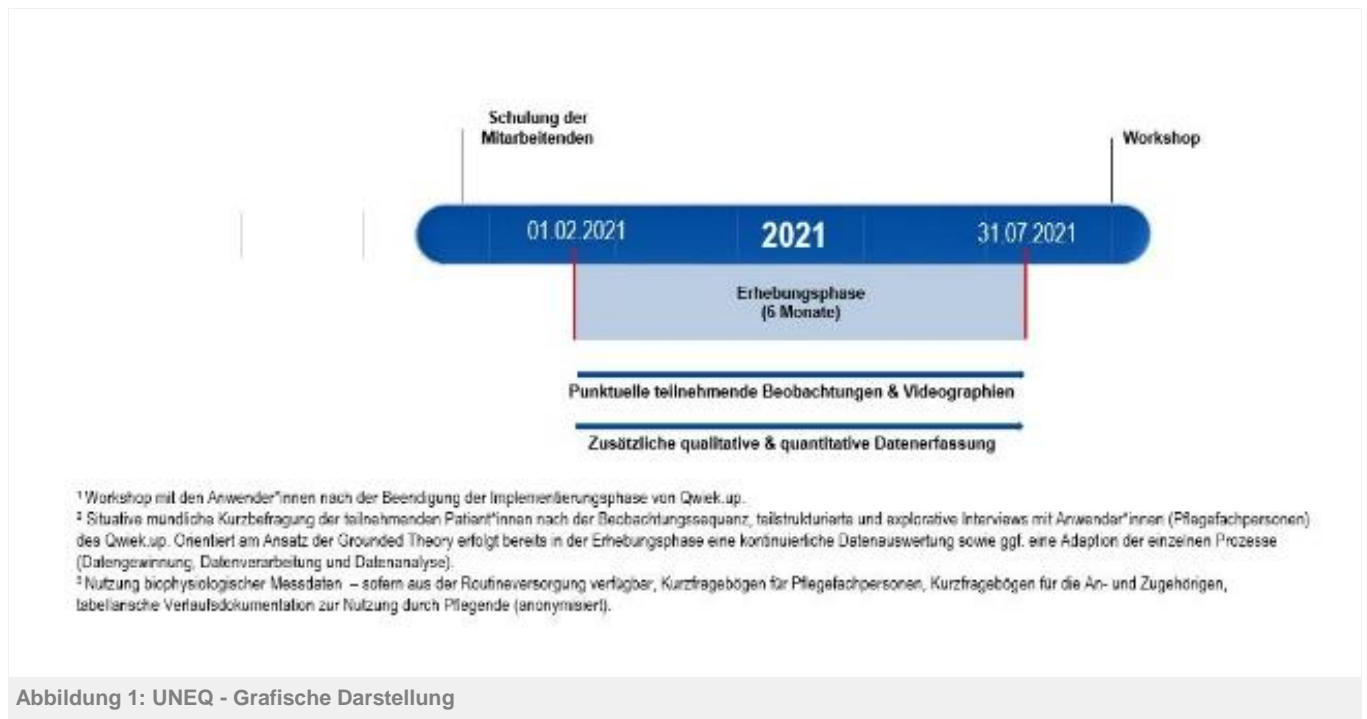 Schulung der
Mitarbeitenden
Workshop
01.02.2021
2021
31.07.2021
Erhebungsphase
(6 Monate)
Punktuelle teilnehmende Beobachtungen & Videographien
Zusätzliche qualitative & quantitative Datenerfassung
¹ Workshop mit den Anwender*innen nach der Beendigung der Implementierungsphase von Qwiek.up.
² Situative mündliche Kurzbefragung der teilnehmenden Patient*innen nach der Beobachtungssequenz, teilstrukturierte und explorative Interviews mit Anwender*innen (Pflegefachpersonen)
des Qwiek.up. Orientiert am Ansatz der Grounded Theory erfolgt bereits in der Erhebungsphase eine kontinuierliche Datenauswertung sowie ggf. eine Adaption der einzelnen Prozesse
(Datengewinnung, Datenverarbeitung und Datenanalyse).
³ Nutzung biophysiologischer Messdaten – sofern aus der Routineversorgung verfügbar, Kurzfragebögen für Pflegefachpersonen, Kurzfragebögen für die An- und Zugehörigen,
tabellarische Verlaufsdokumentation zur Nutzung durch Pflegende (anonymisiert).
Abbildung 1: UNEQ - Grafische Darstellung